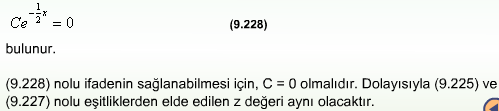 Ce^{-\frac{1}{2}x} = 0 (9.228)
bulunur.
(9.228) nolu ifadenin sağlanabilmesi için, C = 0 olmalıdır. Dolayısıyla (9.225) ve
(9.227) nolu eşitliklerden elde edilen z değeri aynı olacaktır.